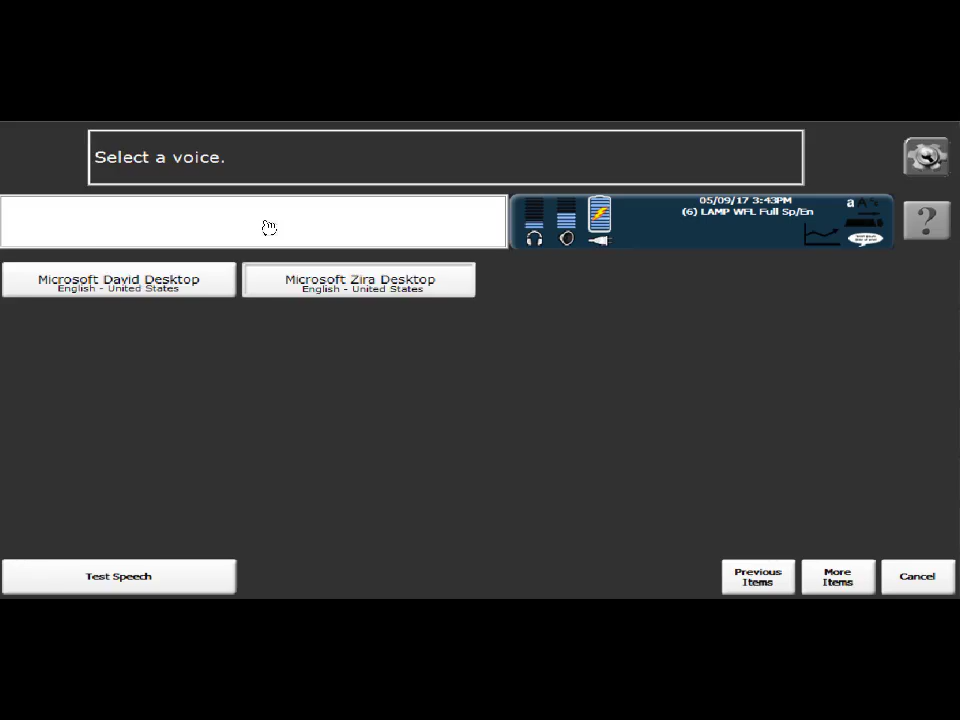 Select a voice.
05/09/17 3:43PM
(6) LAMP WFL Full Sp/En
a A
?
Microsoft David Desktop
English - United States
Microsoft Zira Desktop
English - United States
Test Speech
Previous
Items
More
Items
Cancel